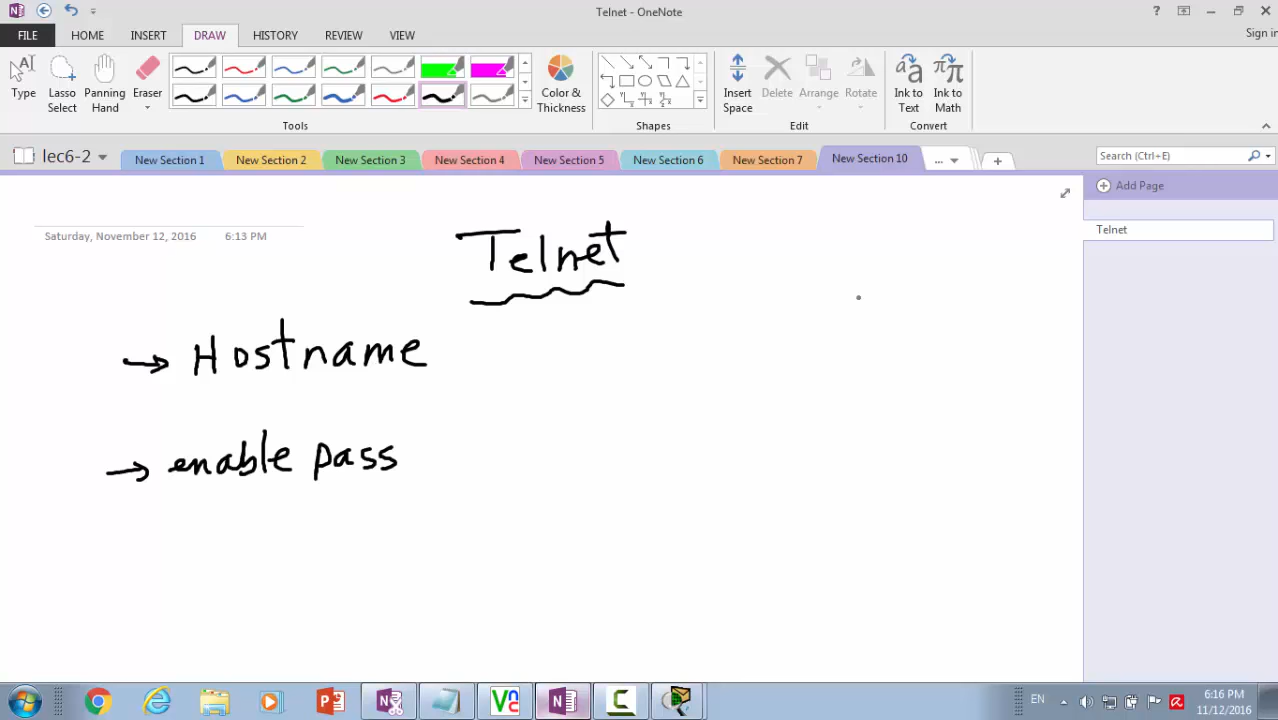 Telnet - OneNote
? 
Sign in
FILE HOME INSERT DRAW HISTORY REVIEW VIEW
Type Lasso Select Panning Hand Eraser
Color & Thickness
Insert Space Delete Arrange Rotate
Ink to Text Ink to Math
Tools Shapes Edit Convert
lec6-2 New Section 1 New Section 2 New Section 3 New Section 4 New Section 5 New Section 6 New Section 7 New Section 10 ... + Search (Ctrl+E)
Add Page
Telnet
Saturday, November 12, 2016 6:13 PM
Telnet
→ Hostname
→ enable pass
EN 6:16 PM
11/12/2016